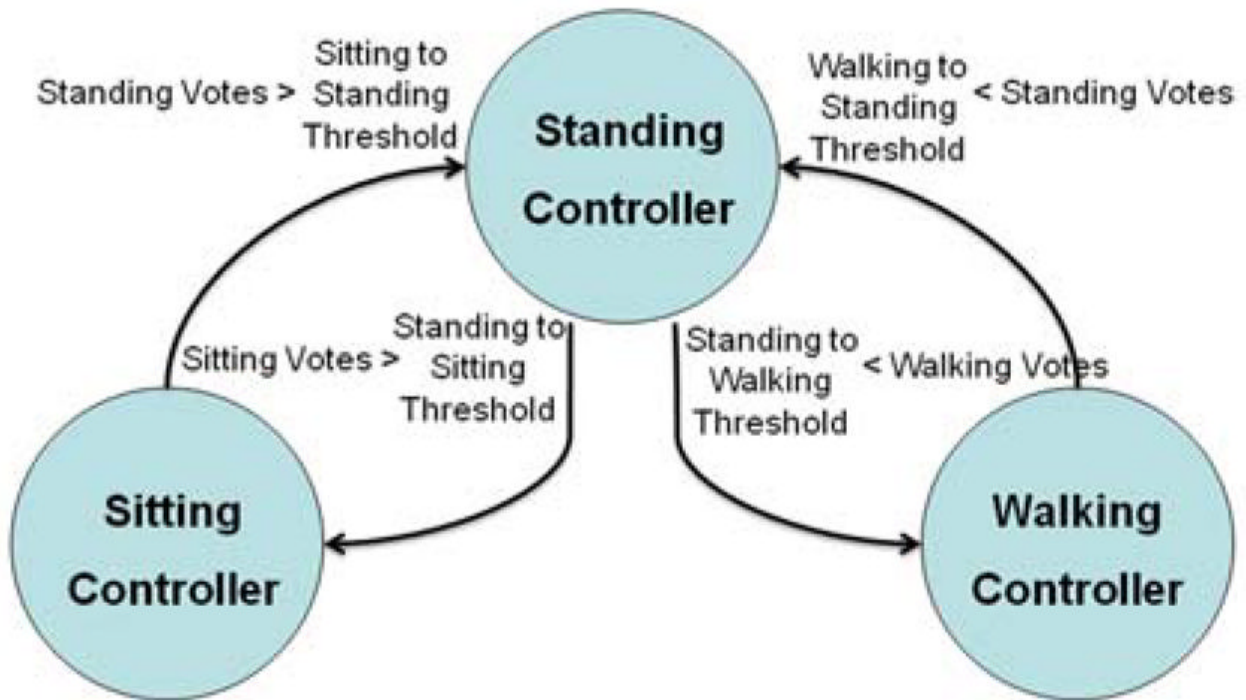 Standing Votes >
Sitting to
Standing
Threshold
Standing
Controller
Walking to
Standing
Threshold
< Standing Votes
Sitting Votes >
Standing to
Sitting
Threshold
Standing to
Walking
Threshold
< Walking Votes
Sitting
Controller
Walking
Controller